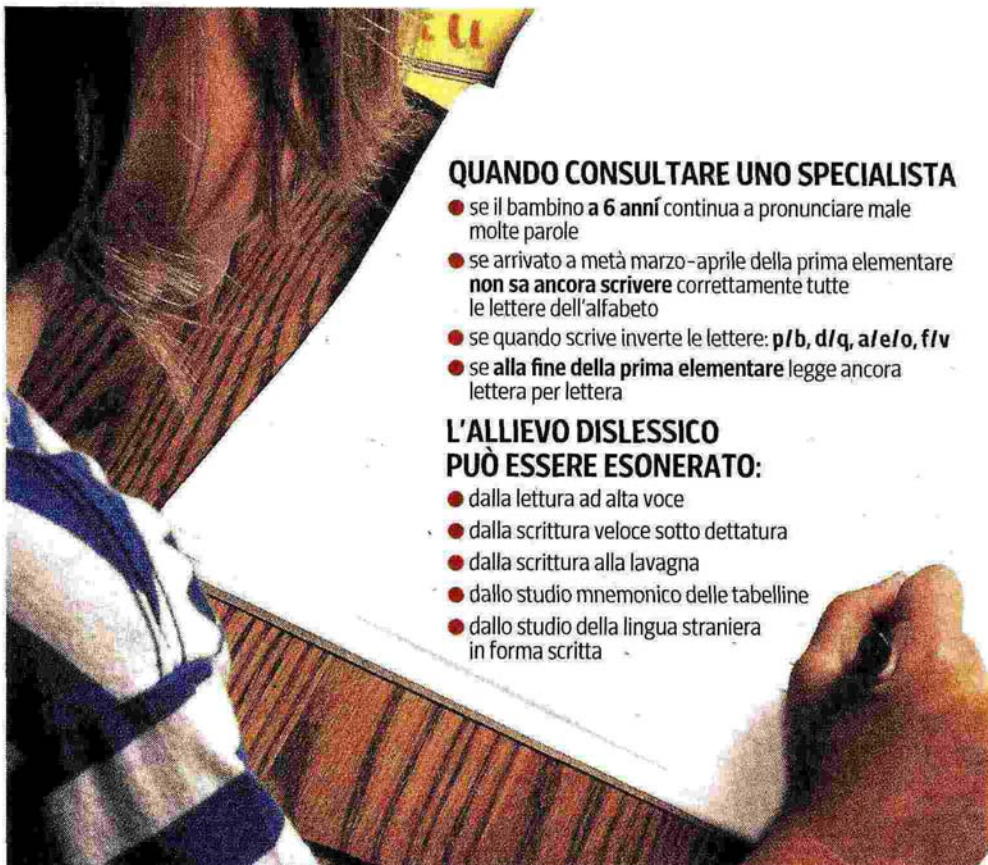 QUANDO CONSULTARE UNO SPECIALISTA
● se il bambino a 6 anní continua a pronunciare male
molte parole
● se arrivato a metà marzo-aprile della prima elementare
non sa ancora scrivere correttamente tutte
le lettere dell'alfabeto
● se quando scrive inverte le lettere: p/b, d/q, a/e/o, f/v
● se alla fine della prima elementare legge ancora
lettera per lettera
L'ALLIEVO DISLESSICO
PUÒ ESSERE ESONERATO:
● dalla lettura ad alta voce
● dalla scrittura veloce sotto dettatura
● dalla scrittura alla lavagna
● dallo studio mnemonico delle tabelline
● dallo studio della lingua straniera
in forma scritta